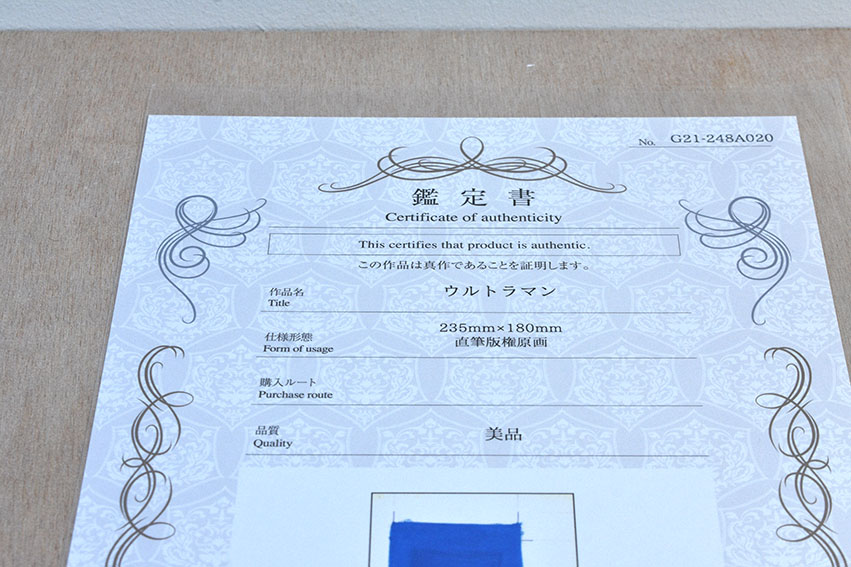 No. G21-248A020
鑑定書
Certificate of authenticity
This certifies that product is authentic.
この作品は真作であることを証明します。
作品名 ウルトラマン
Title
235mm×180mm
仕様形態 直筆版権原画
Form of usage
購入ルート
Purchase route
品質 美品
Quality